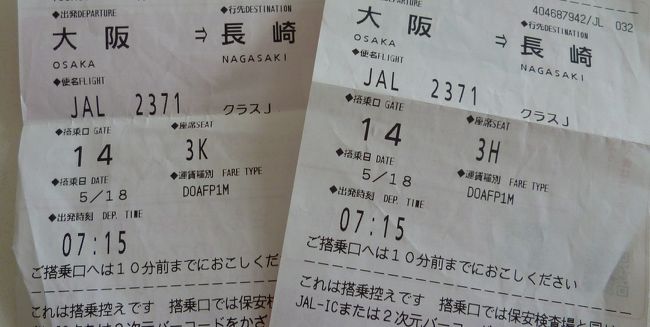 ◆出発DEPARTURE ◆行先DESTINATION
大 阪 ⇒ 長 崎
OSAKA NAGASAKI
◆便名FLIGHT
JAL 2371 クラスJ
◆搭乗口 GATE ◆座席SEAT
14 3K
◆搭乗日 DATE ◆運賃種別 FARE TYPE
5/18 DOAFP1M
◆出発時刻 DEP. TIME
07:15
ご搭乗口へは10分前までにおこしくださ
これは搭乗控えです 搭乗口では保安
404687942/JL 032
◆出発DEPARTURE ◆行先DESTINATION
大 阪 ⇒ 長 崎
OSAKA NAGASAKI
◆便名FLIGHT
JAL 2371 クラスJ
◆搭乗口 GATE ◆座席SEAT
14 3H
◆搭乗日 DATE ◆運賃種別 FARE TYPE
5/18 DOAFP1M
◆出発時刻 DEP. TIME
07:15
ご搭乗口へは10分前までにおこしください
これは搭乗控えです 搭乗口では保安検査場と同
JAL-ICまたは2次元バーコード